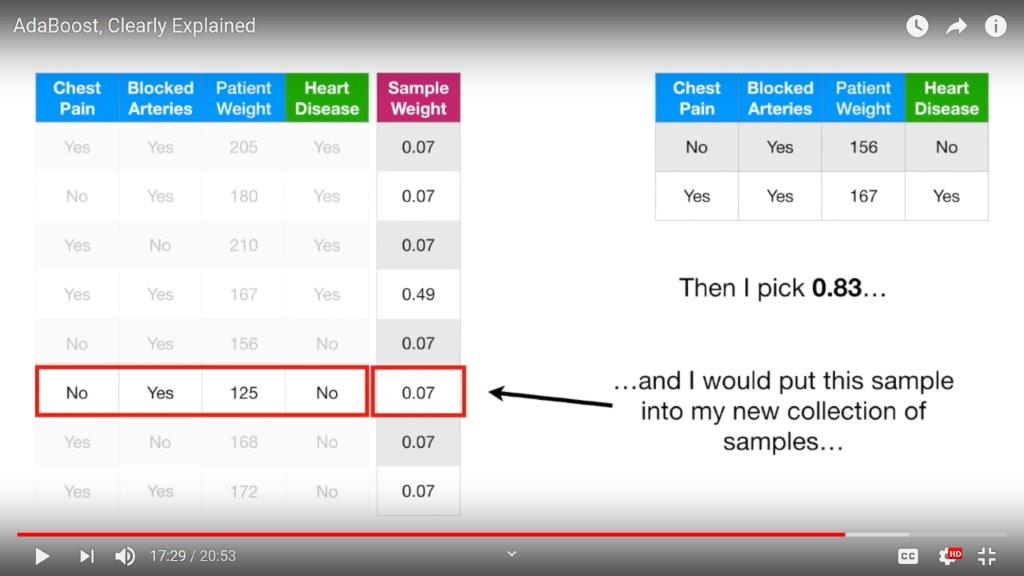 AdaBoost, Clearly Explained
Chest Pain Blocked Arteries Patient Weight Heart Disease Sample Weight
Yes Yes 205 Yes 0.07
No Yes 180 Yes 0.07
Yes No 210 Yes 0.07
Yes Yes 167 Yes 0.49
No Yes 156 No 0.07
No Yes 125 No 0.07
Yes No 168 No 0.07
Yes Yes 172 No 0.07
Chest Pain Blocked Arteries Patient Weight Heart Disease
No Yes 156 No
Yes Yes 167 Yes
Then I pick 0.83…
…and I would put this sample
into my new collection of
samples…
17:29 / 20:53
CC
HD